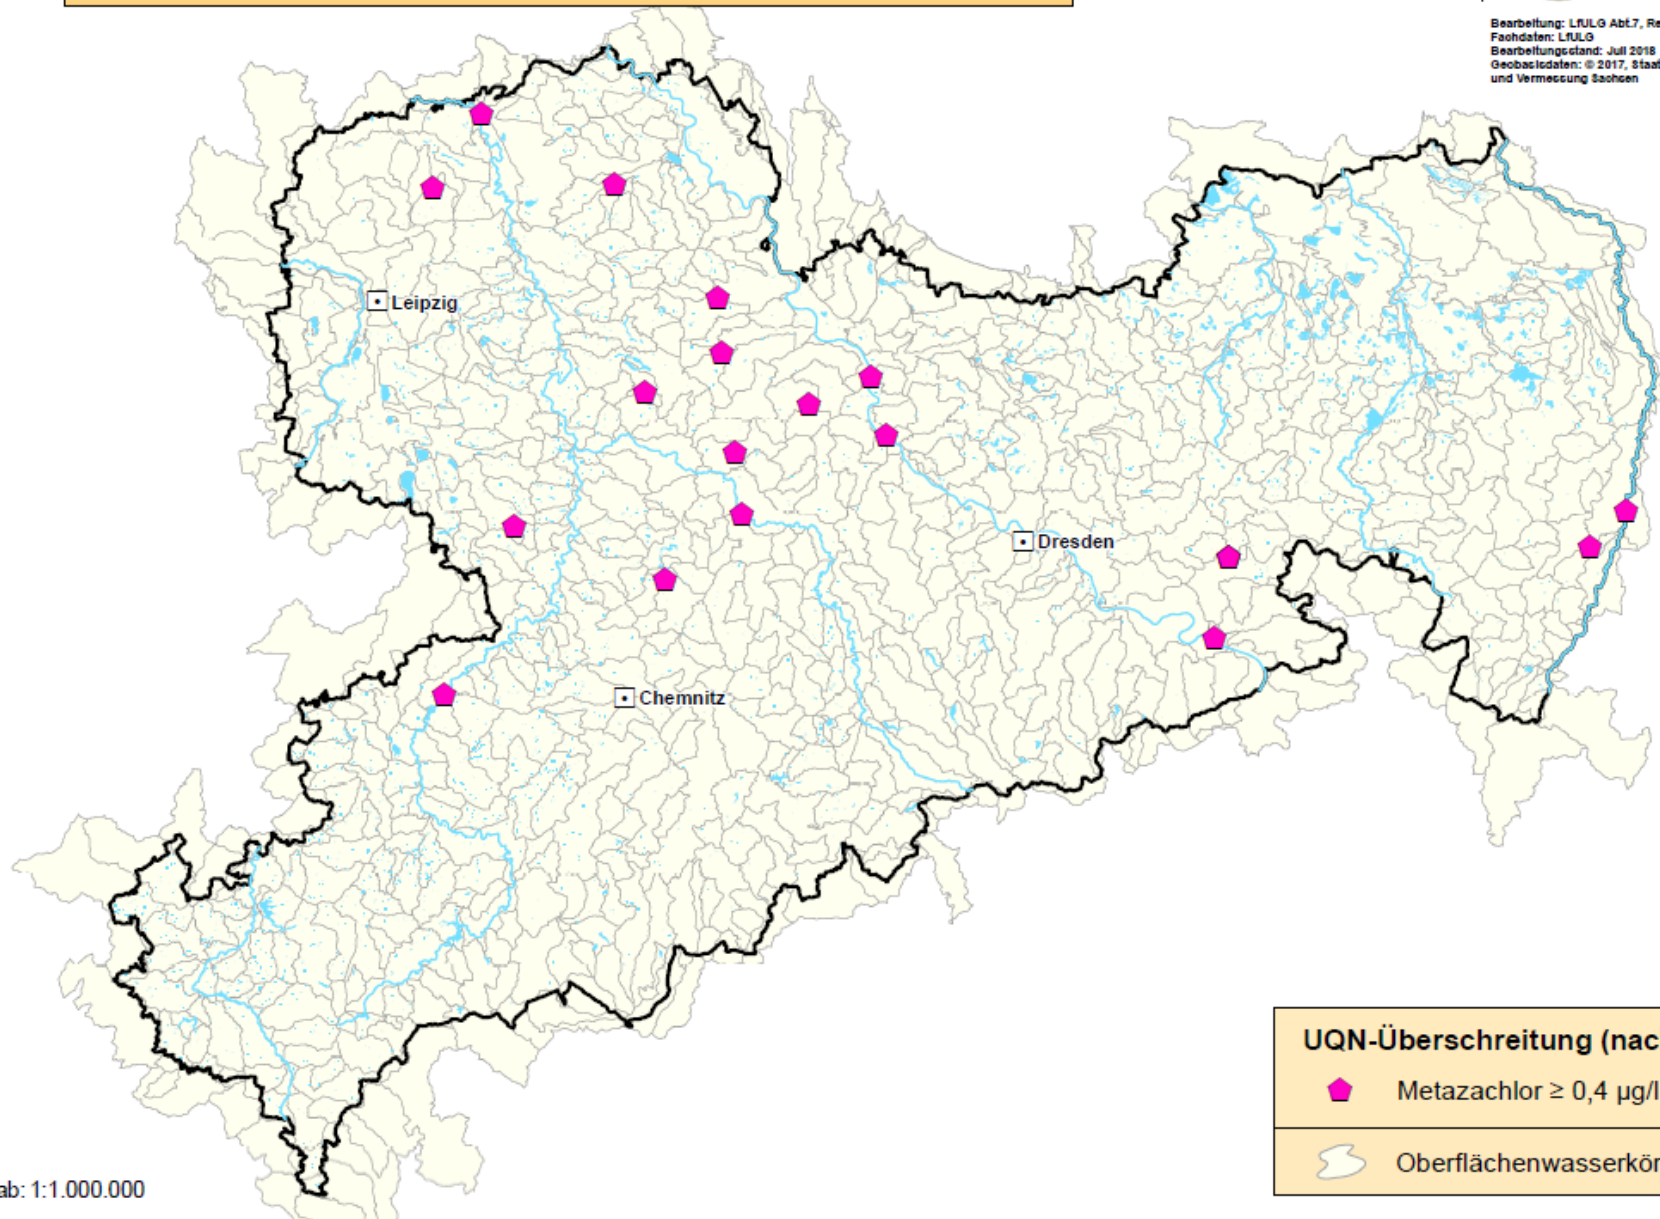 Bearbeitung: LfULG Abt.7, Re
Fachdaten: LfULG
Bearbeitungsstand: Juli 2018
Geobasisdaten: © 2017, Staat
und Vermessung Sachsen
Leipzig
Dresden
Chemnitz
UQN-Überschreitung (nac
Metazachlor ≥ 0,4 µg/l
Oberflächenwasserkör
ab: 1:1.000.000